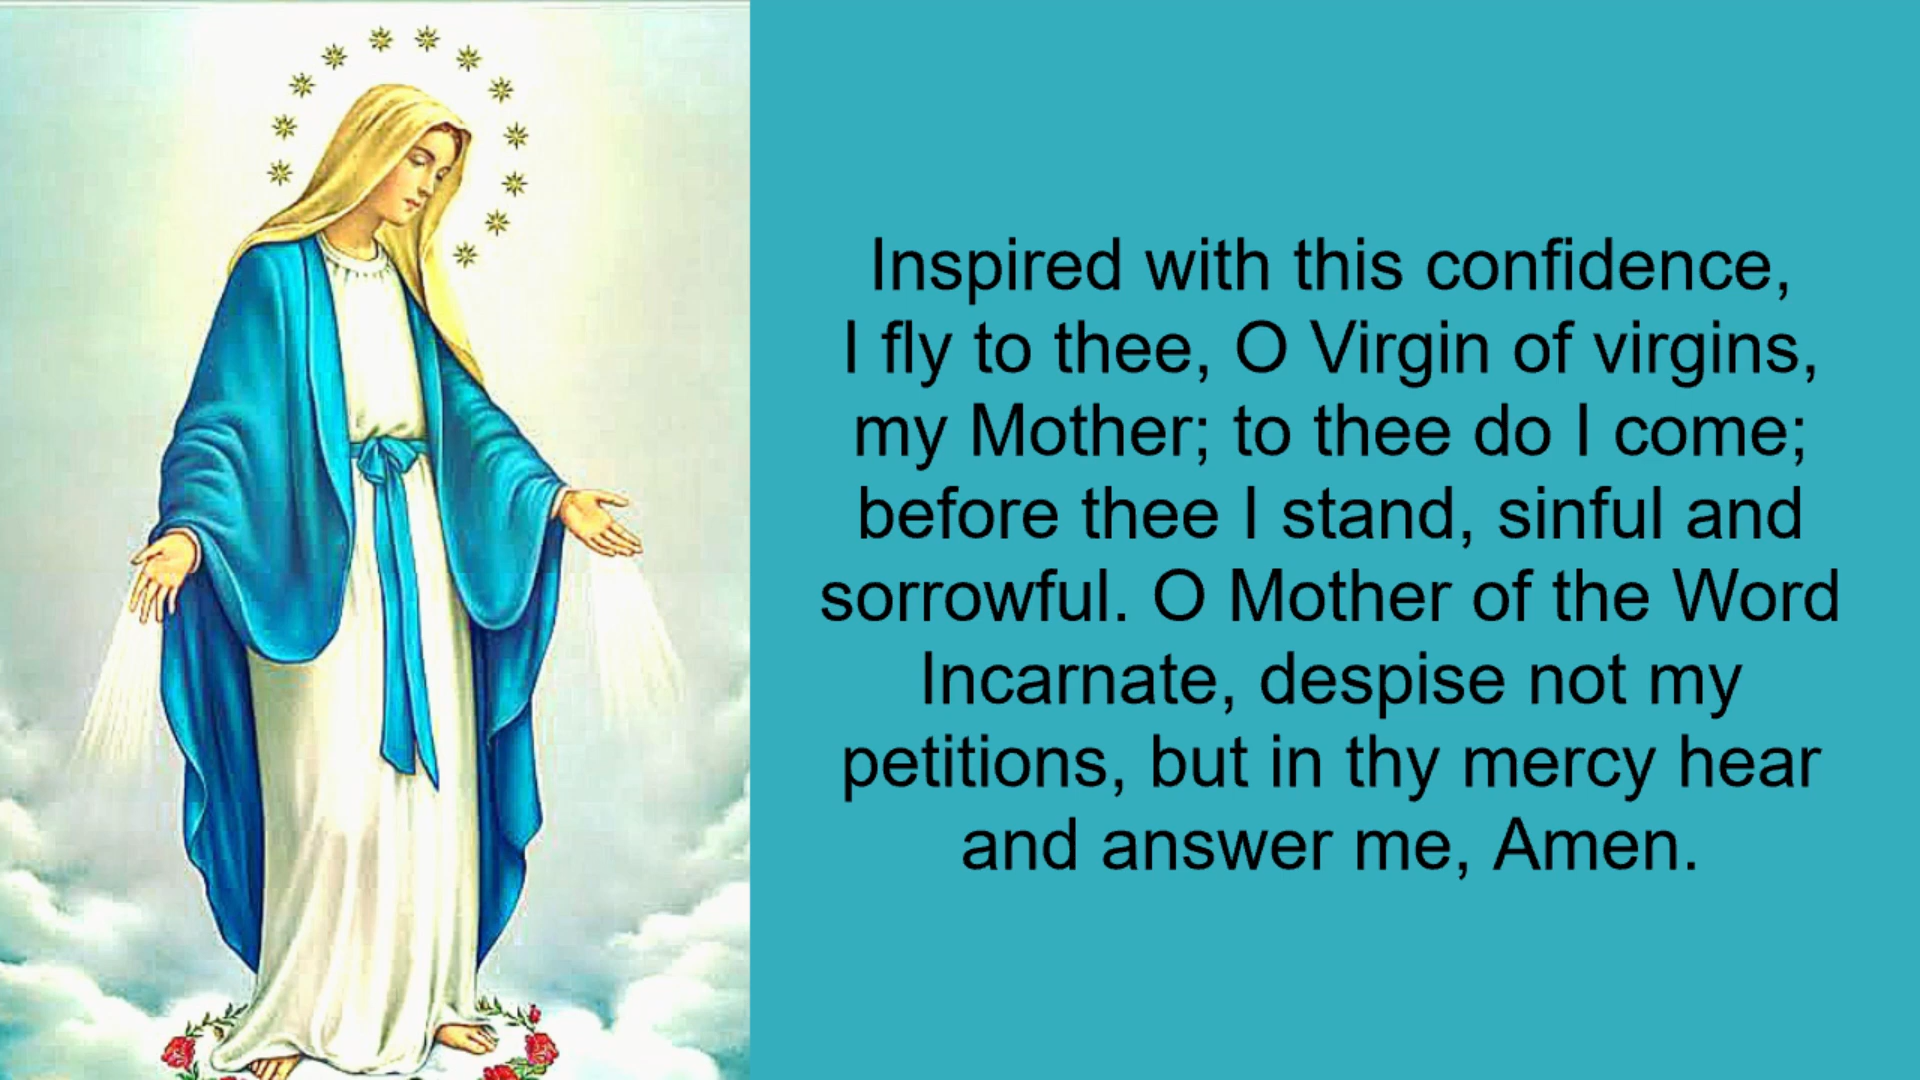 Inspired with this confidence,
I fly to thee, O Virgin of virgins,
my Mother; to thee do I come;
before thee I stand, sinful and
sorrowful. O Mother of the Word
Incarnate, despise not my
petitions, but in thy mercy hear
and answer me, Amen.